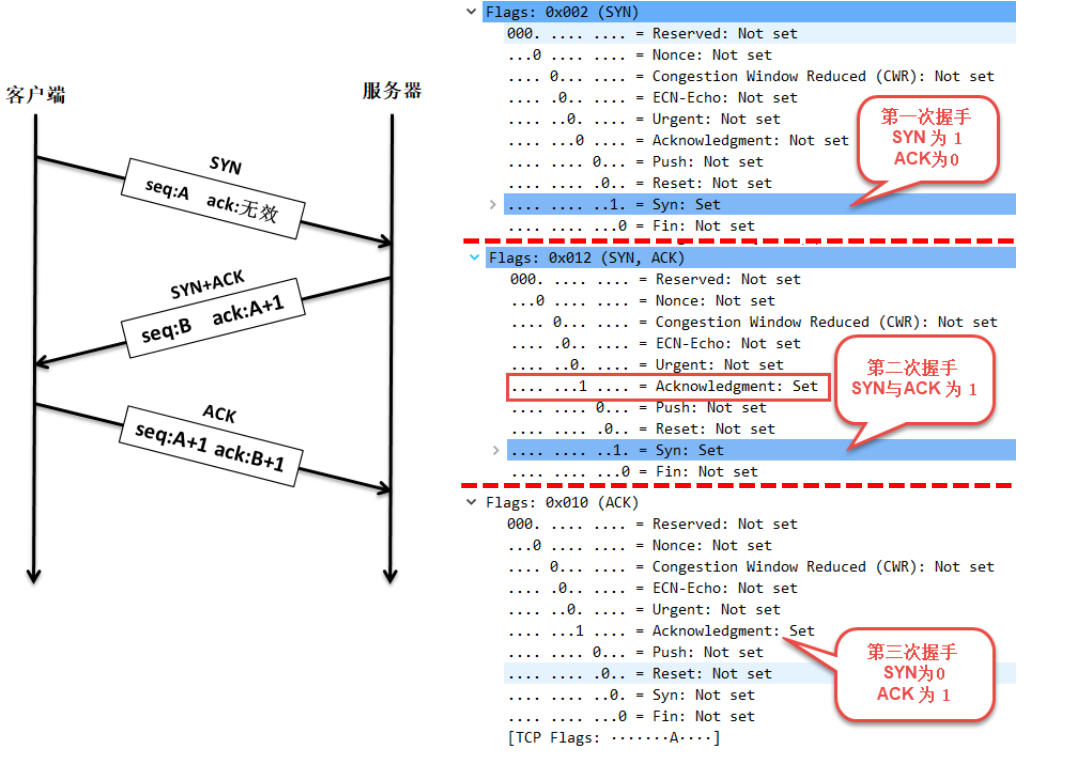 客户端
服务器
SYN
seq:A ack:无效
SYN+ACK
seq:B ack:A+1
ACK
seq:A+1 ack:B+1
Flags: 0x002 (SYN)
000. .... .... = Reserved: Not set
...0 .... .... = Nonce: Not set
.... 0... .... = Congestion Window Reduced (CWR): Not set
.... .0.. .... = ECN-Echo: Not set
.... ..0. .... = Urgent: Not set
.... ...0 .... = Acknowledgment: Not set
.... .... 0... = Push: Not set
.... .... .0.. = Reset: Not set
.... .... ..1. = Syn: Set
.... .... ...0 = Fin: Not set
第一次握手
SYN 为 1
ACK为0
Flags: 0x012 (SYN, ACK)
000. .... .... = Reserved: Not set
...0 .... .... = Nonce: Not set
.... 0... .... = Congestion Window Reduced (CWR): Not set
.... .0.. .... = ECN-Echo: Not set
.... ..0. .... = Urgent: Not set
.... ...1 .... = Acknowledgment: Set
.... .... 0... = Push: Not set
.... .... .0.. = Reset: Not set
.... .... ..1. = Syn: Set
.... .... ...0 = Fin: Not set
第二次握手
SYN与ACK 为 1
Flags: 0x010 (ACK)
000. .... .... = Reserved: Not set
...0 .... .... = Nonce: Not set
.... 0... .... = Congestion Window Reduced (CWR): Not set
.... .0.. .... = ECN-Echo: Not set
.... ..0. .... = Urgent: Not set
.... ...1 .... = Acknowledgment: Set
.... .... 0... = Push: Not set
.... .... .0.. = Reset: Not set
.... .... ..0. = Syn: Not set
.... .... ...0 = Fin: Not set
[TCP Flags: ·······A····]
第三次握手
SYN为0
ACK 为 1